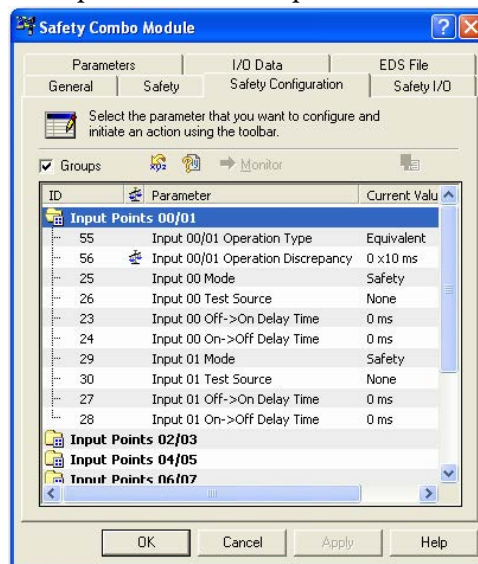 Safety Combo Module
Parameters I/O Data EDS File
General Safety Safety Configuration Safety I/O
Select the parameter that you want to configure and
initiate an action using the toolbar.
Groups Monitor
ID Parameter Current Valu
Input Points 00/01
55 Input 00/01 Operation Type Equivalent
56 Input 00/01 Operation Discrepancy 0 x10 ms
25 Input 00 Mode Safety
26 Input 00 Test Source None
23 Input 00 Off->On Delay Time 0 ms
24 Input 00 On->Off Delay Time 0 ms
29 Input 01 Mode Safety
30 Input 01 Test Source None
27 Input 01 Off->On Delay Time 0 ms
28 Input 01 On->Off Delay Time 0 ms
Input Points 02/03
Input Points 04/05
Input Points 06/07
OK Cancel Apply Help